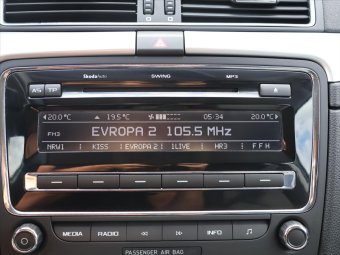 ŠkodaAuto SWING MP3
AS TP
20.0°C 19.5°C 05:34 20.0°C
FM3 EVROPA 2 105.5 MHz
NRW1 KISS EVROPA 2 1LIVE HR3 FFH
MEDIA RADIO INFO
PASSENGER AIR BAG